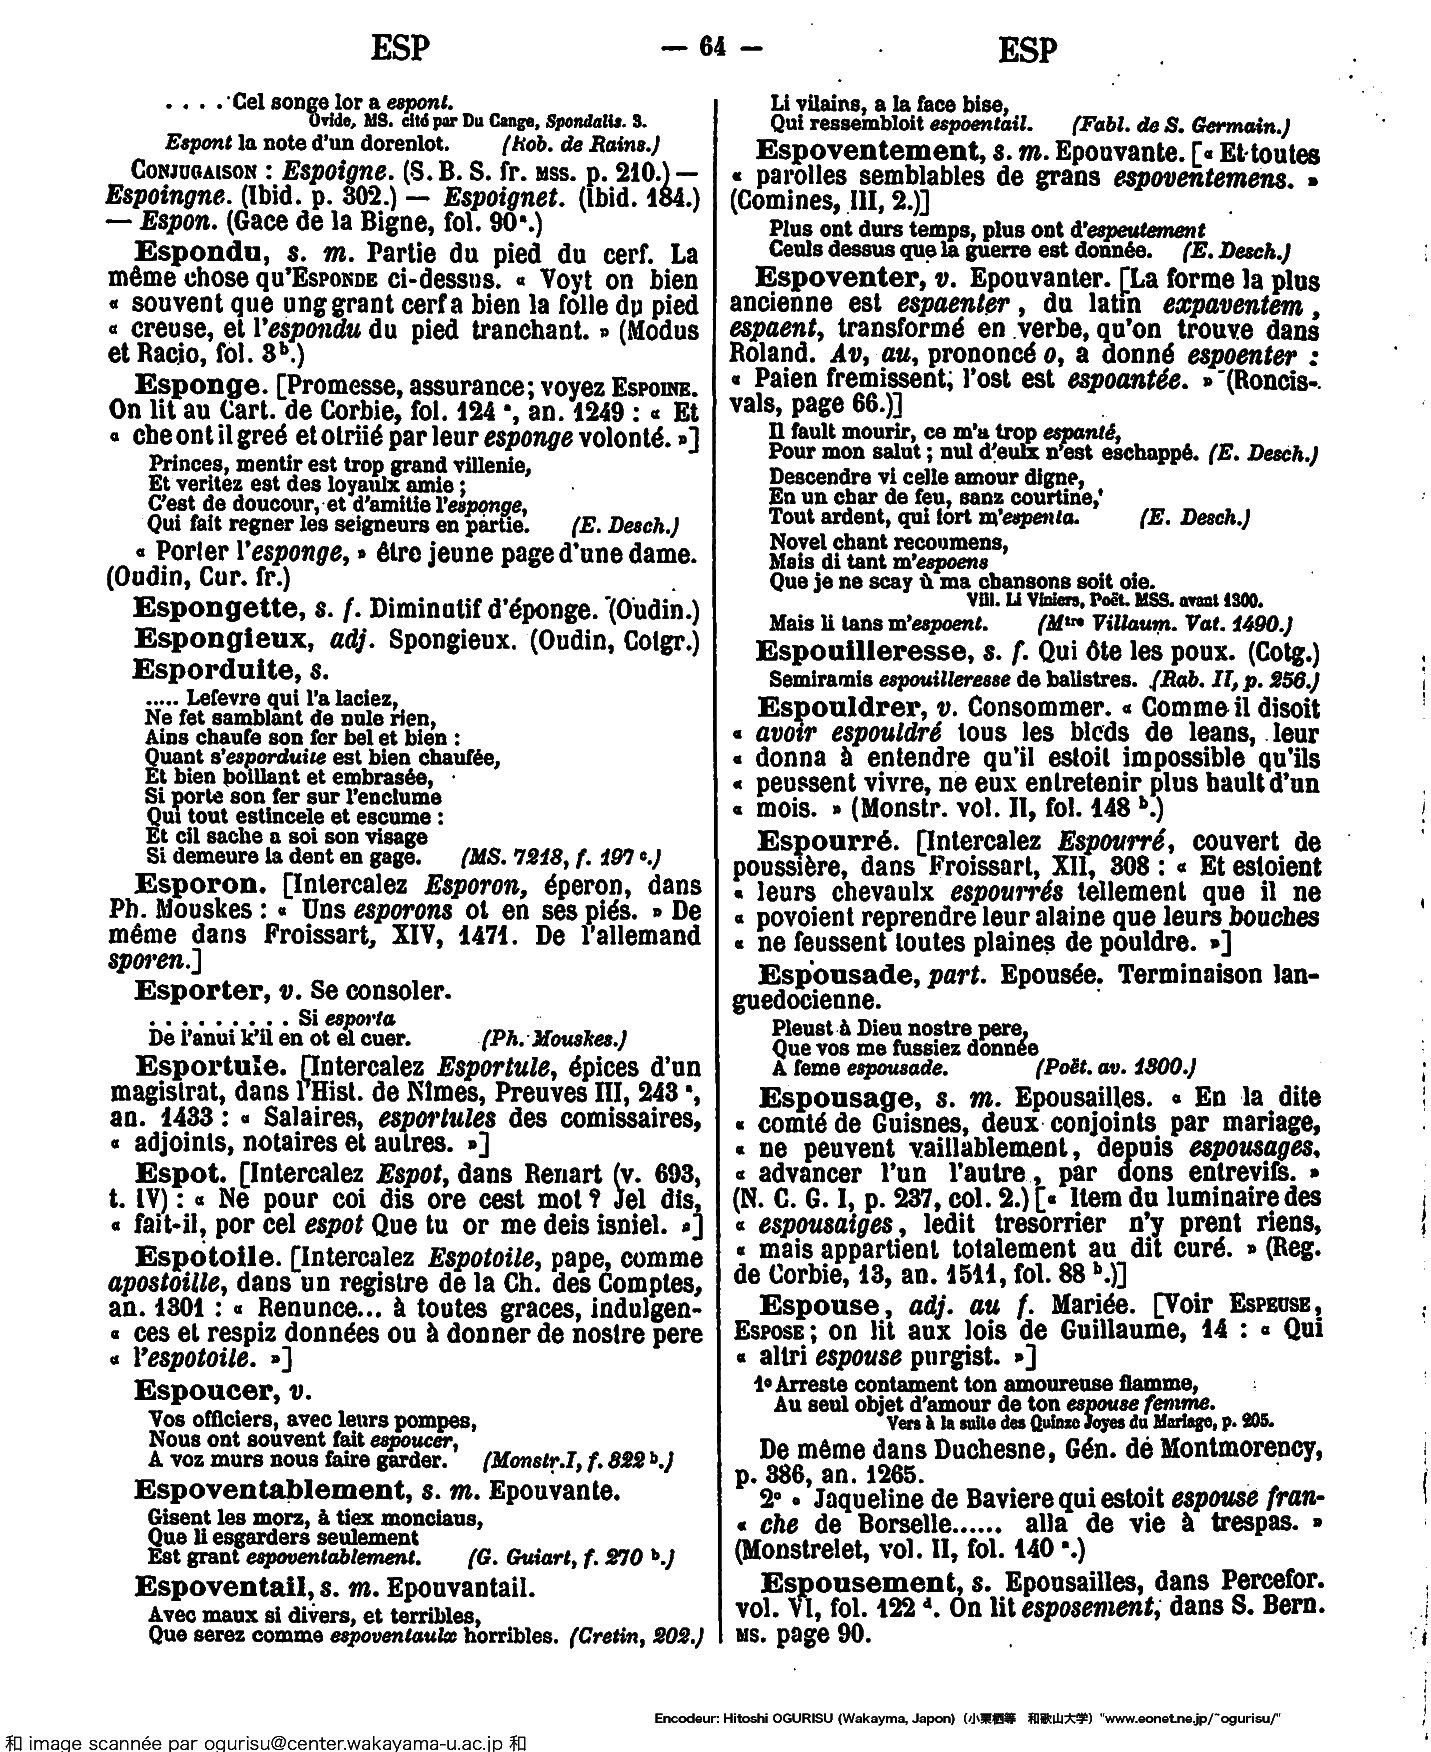 ESP — 64 — ESP
. . . . Cel songe lor a espont.
Ovide, MS. cité par Du Cange, Spondalis. 3.
Espont la note d'un dorenlot. (Rob. de Rains.)
CONJUGAISON : Espoigne. (S. B. S. fr. MSS. p. 210.) —
Espoingne. (Ibid. p. 302.) — Espoignet. (Ibid. 184.)
— Espon. (Gace de la Bigne, fol. 90ª.)
Espondu, s. m. Partie du pied du cerf. La
même chose qu'ESPONDE ci-dessus. « Voyt on bien
« souvent que ung grant cerf a bien la folle du pied
« creuse, et l'espondu du pied tranchant. » (Modus
et Racio, fol. 3ᵇ.)
Esponge. [Promesse, assurance; voyez ESPOINE.
On lit au Cart. de Corbie, fol. 124 ª, an. 1249 : « Et
« che ont il greé et otriié par leur esponge volonté. »]
Princes, mentir est trop grand villenie,
Et veritez est des loyaulx amie ;
C'est de doucour, et d'amitie l'esponge,
Qui fait regner les seigneurs en partie. (E. Desch.)
« Porter l'esponge, » être jeune page d'une dame.
(Oudin, Cur. fr.)
Espongette, s. f. Diminutif d'éponge. (Oudin.)
Espongieux, adj. Spongieux. (Oudin, Cotgr.)
Esporduite, s.
..... Lefevre qui l'a laciez,
Ne fet samblant de nule rien,
Ains chaufe son fer bel et bien :
Quant s'esporduite est bien chaufée,
Et bien boillant et embrasée,
Si porte son fer sur l'enclume
Qui tout estincele et escume :
Et cil sache a soi son visage
Si demeure la dent en gage. (MS. 7218, f. 197 ᶜ.)
Esporon. [Intercalez Esporon, éperon, dans
Ph. Mouskes : « Uns esporons ot en ses piés. » De
même dans Froissart, XIV, 1471. De l'allemand
sporen.]
Esporter, v. Se consoler.
. . . . . . . . . Si esporta
De l'anui k'il en ot el cuer. (Ph. Mouskes.)
Esportule. [Intercalez Esportule, épices d'un
magistrat, dans l'Hist. de Nîmes, Preuves III, 243 ª,
an. 1433 : « Salaires, esportules des comissaires,
« adjoints, notaires et autres. »]
Espot. [Intercalez Espot, dans Renart (v. 693,
t. IV) : « Ne pour coi dis ore cest mot ? Jel dis,
« fait-il, por cel espot Que tu or me deis isniel. »]
Espotoile. [Intercalez Espotoile, pape, comme
apostoille, dans un registre de la Ch. des Comptes,
an. 1301 : « Renunce... à toutes graces, indulgen-
« ces et respiz données ou à donner de nostre pere
« l'espotoile. »]
Espoucer, v.
Vos officiers, avec leurs pompes,
Nous ont souvent fait espoucer,
A voz murs nous faire garder. (Monstr. I, f. 322 ᵇ.)
Espoventablement, s. m. Epouvante.
Gisent les morz, à tiex monciaus,
Que li esgarders seulement
Est grant espoventablement. (G. Guiart, f. 270 ᵇ.)
Espoventail, s. m. Epouvantail.
Avec maux si divers, et terribles,
Que serez comme espoventaulx horribles. (Cretin, 202.)
Li vilains, a la face bise,
Qui ressembloit espoentail. (Fabl. de S. Germain.)
Espoventement, s. m. Epouvante. [« Et toutes
« parolles semblables de grans espoventemens. »
(Comines, III, 2.)]
Plus ont durs temps, plus ont d'espeutement
Ceuls dessus que la guerre est donnée. (E. Desch.)
Espoventer, v. Epouvanter. [La forme la plus
ancienne est espaenter, du latin expaventem,
espaent, transformé en verbe, qu'on trouve dans
Roland. Av, au, prononcé o, a donné espoenter :
« Paien fremissent; l'ost est espoantée. » (Roncis-
vals, page 66.)]
Il fault mourir, ce m'a trop espanté,
Pour mon salut ; nul d'eulx n'est eschappé. (E. Desch.)
Descendre vi celle amour digne,
En un char de feu, sanz courtine,
Tout ardent, qui fort m'espenta. (E. Desch.)
Novel chant recoumens,
Mais di tant m'espoens
Que je ne scay ù ma chansons soit oie.
Vill. Li Viniers, Poët. MSS. avant 1300.
Mais li tans m'espoent. (Mᵗʳᵉ Villaum. Vat. 1490.)
Espouilleresse, s. f. Qui ôte les poux. (Cotg.)
Semiramis espouilleresse de balistres. (Rab. II, p. 256.)
Espouldrer, v. Consommer. « Comme il disoit
« avoir espouldré tous les bleds de leans, leur
« donna à entendre qu'il estoit impossible qu'ils
« peussent vivre, ne eux entretenir plus hault d'un
« mois. » (Monstr. vol. II, fol. 148 ᵇ.)
Espourré. [Intercalez Espourré, couvert de
poussière, dans Froissart, XII, 308 : « Et estoient
« leurs chevaulx espourrés tellement que il ne
« povoient reprendre leur alaine que leurs bouches
« ne feussent toutes plaines de pouldre. »]
Espousade, part. Epousée. Terminaison lan-
guedocienne.
Pleust à Dieu nostre pere,
Que vos me fussiez donnée
A feme espousade. (Poët. av. 1300.)
Espousage, s. m. Epousailles. « En la dite
« comté de Guisnes, deux conjoints par mariage,
« ne peuvent vaillablement, depuis espousages,
« advancer l'un l'autre, par dons entrevifs. »
(N. C. G. I, p. 237, col. 2.) [« Item du luminaire des
« espousaiges, ledit tresorrier n'y prent riens,
« mais appartient totalement au dit curé. » (Reg.
de Corbie, 13, an. 1511, fol. 88 ᵇ.)]
Espouse, adj. au f. Mariée. [Voir ESPEUSE,
ESPOSE ; on lit aux lois de Guillaume, 14 : « Qui
« altri espouse purgist. »]
1º Arreste contament ton amoureuse flamme,
Au seul objet d'amour de ton espouse femme.
Vers à la suite des Quinze Joyes du Mariage, p. 205.
De même dans Duchesne, Gén. de Montmorency,
p. 386, an. 1265.
2º « Jaqueline de Baviere qui estoit espouse fran-
« che de Borselle...... alla de vie à trespas. »
(Monstrelet, vol. II, fol. 140 ª.)
Espousement, s. Epousailles, dans Percefor.
vol. VI, fol. 122 ᵈ. On lit esposement, dans S. Bern.
MS. page 90.
Encodeur: Hitoshi OGURISU (Wakayma, Japon) (小栗栖等 和歌山大学) "www.eonet.ne.jp/~ogurisu/"
和 image scannée par ogurisu@center.wakayama-u.ac.jp 和